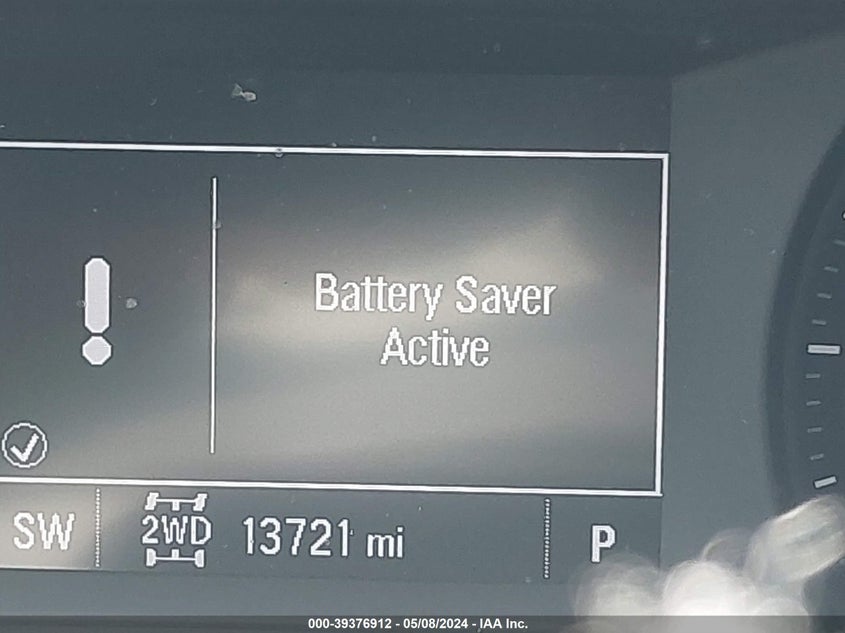 Battery Saver
Active
SW
2WD
13721 mi
P
000-39376912 - 05/08/2024 - IAA Inc.